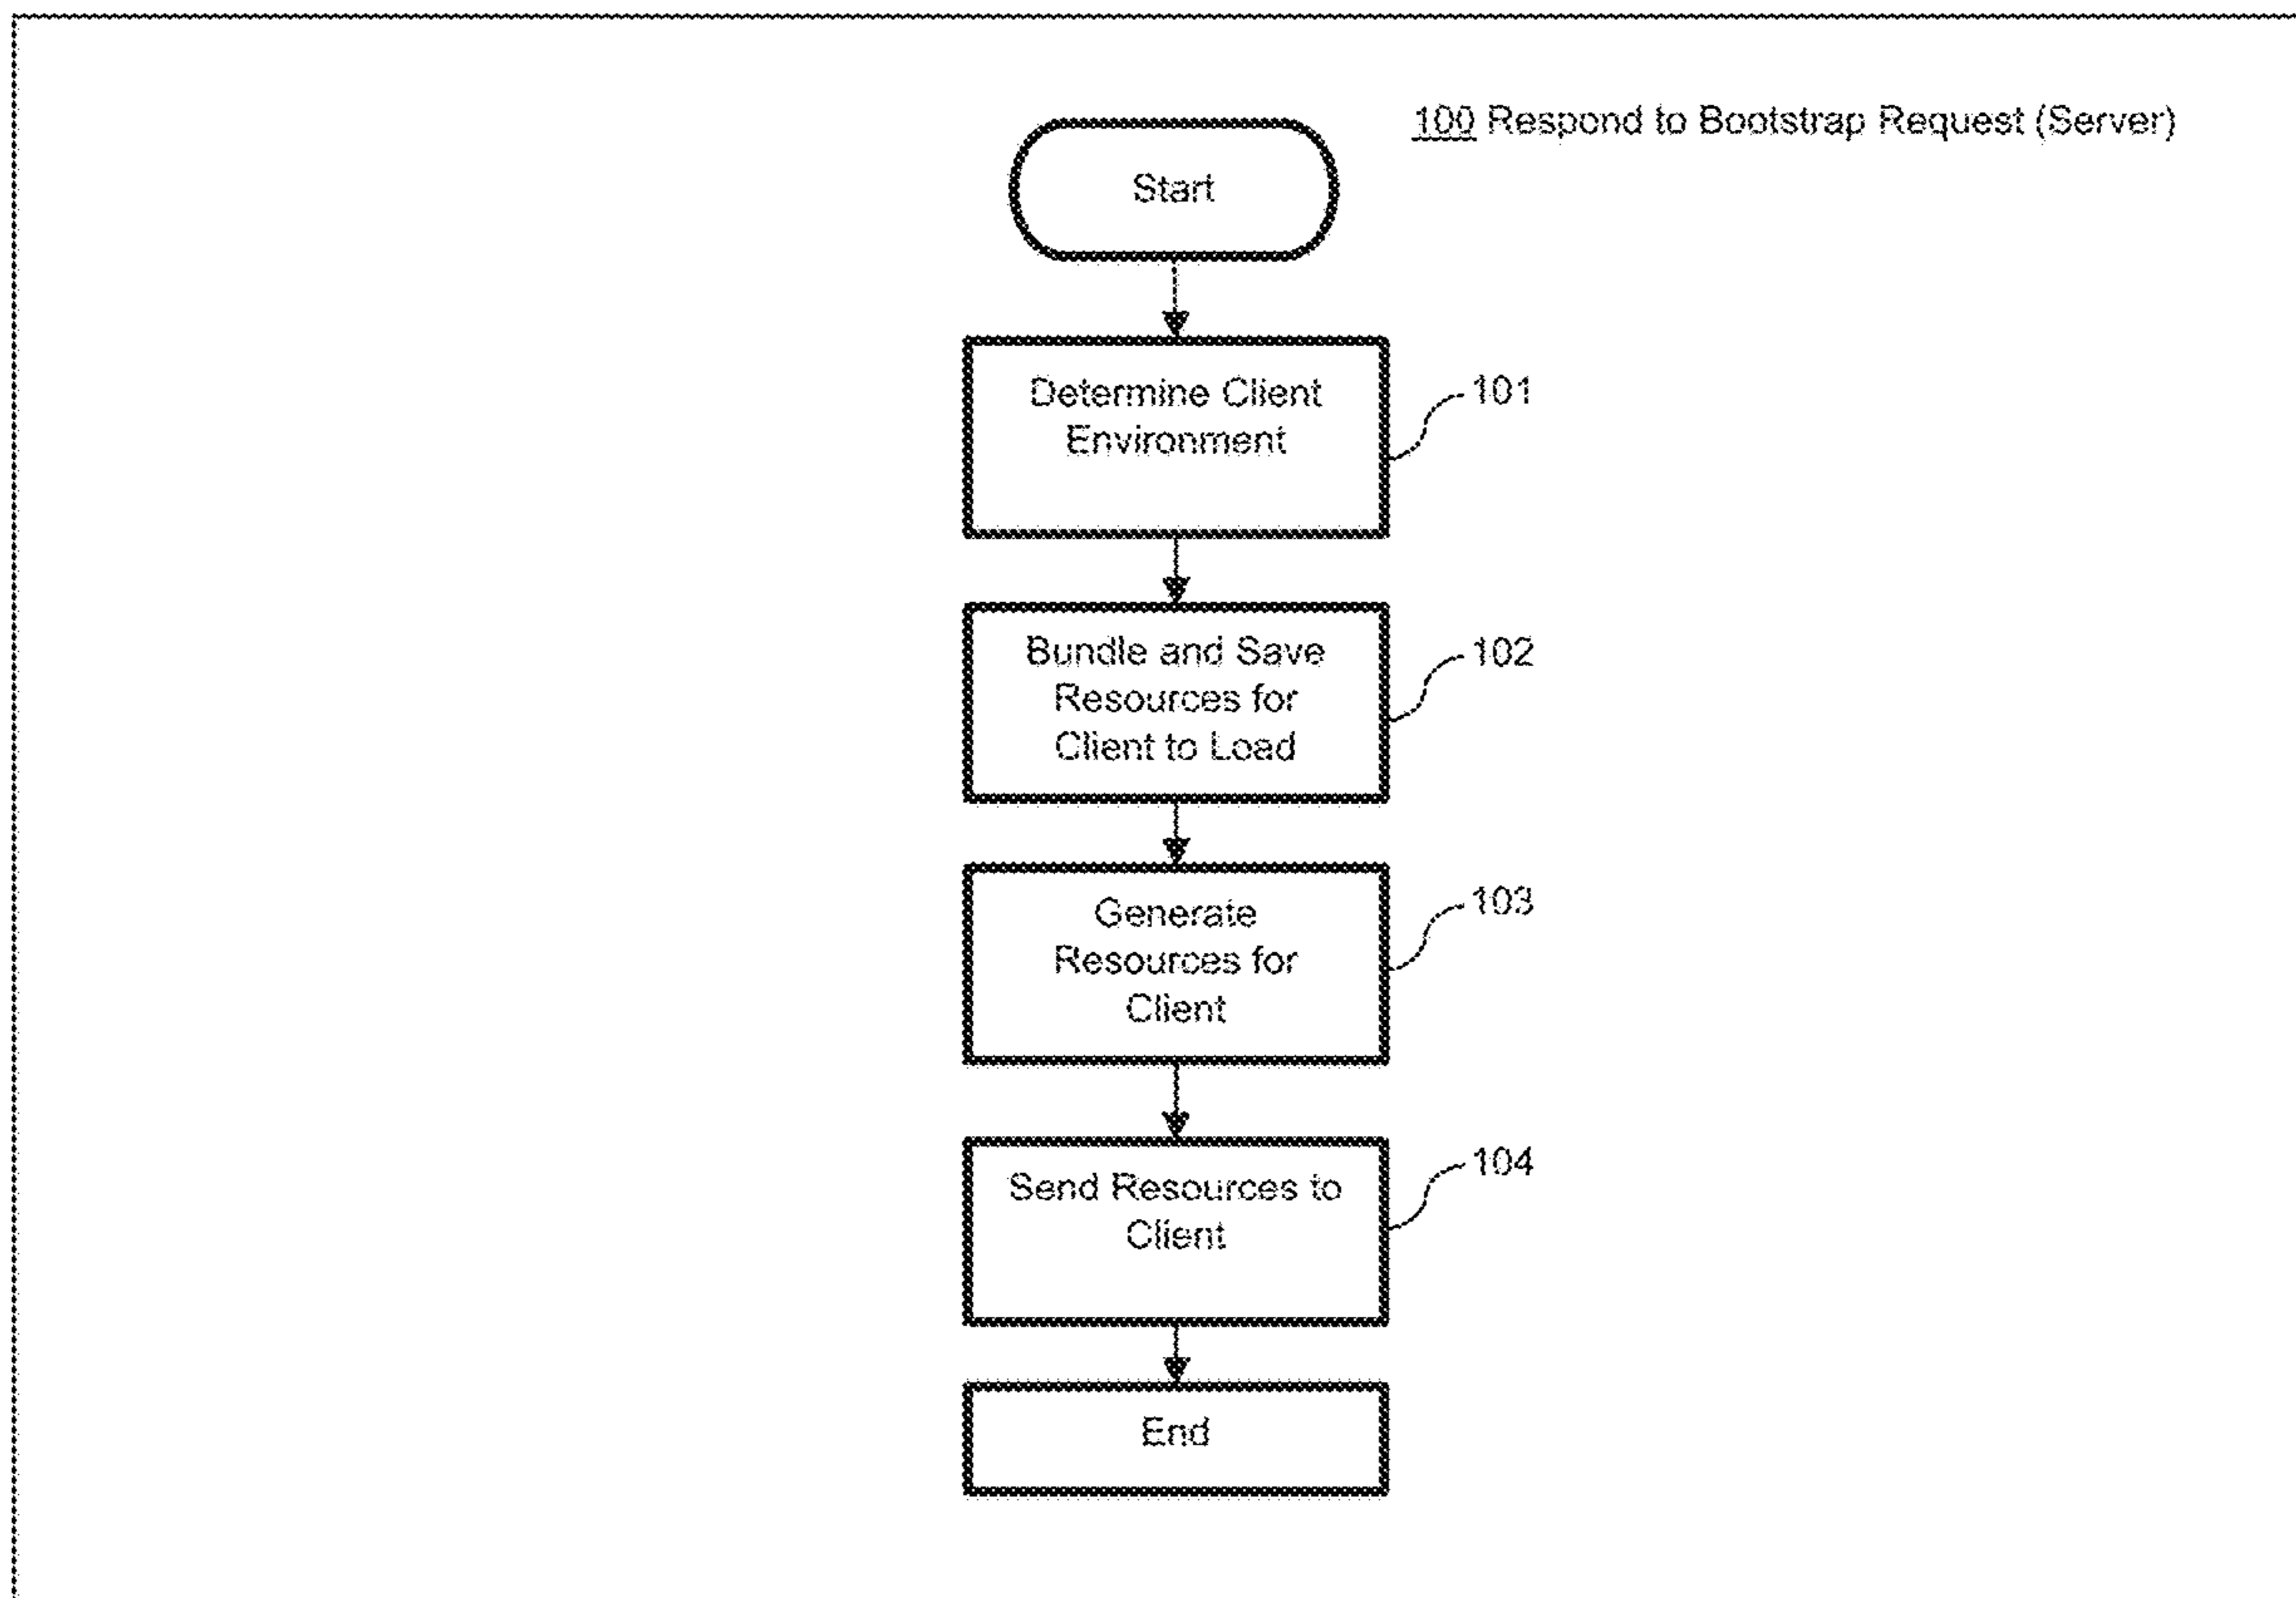 100 Respond to Bootstrap Request (Server)
Start
Determine Client
Environment
101
Bundle and Save
Resources for
Client to Load
102
Generate
Resources for
Client
103
Send Resources to
Client
104
End